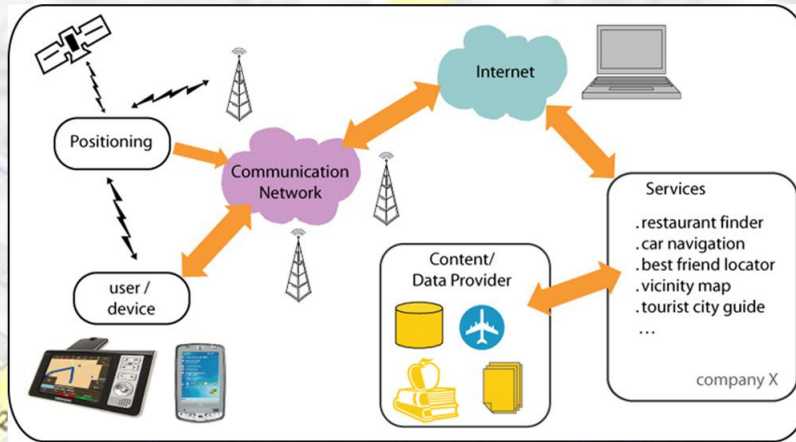 Internet
Positioning
Communication
Network
Services
.restaurant finder
.car navigation
.best friend locator
.vicinity map
.tourist city guide
...
company X
Content/
Data Provider
user /
device